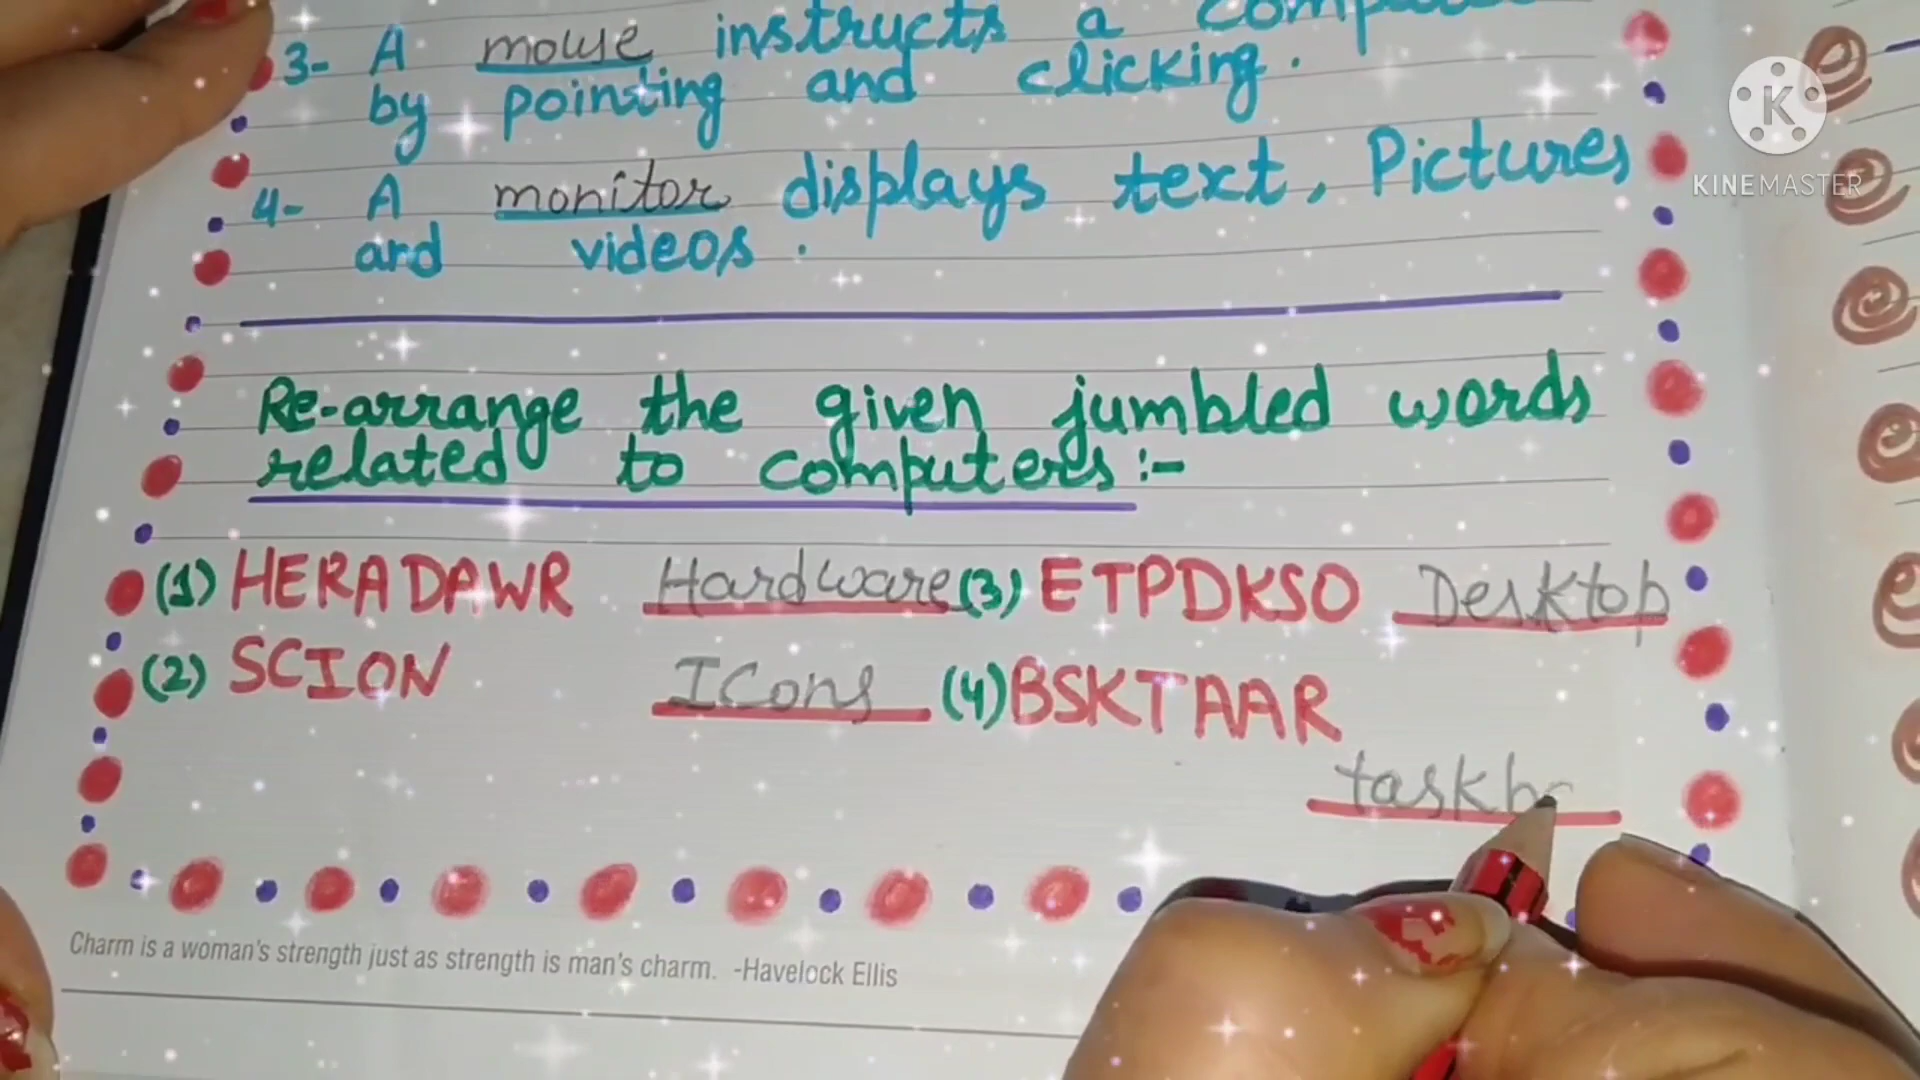 3- A mouse instructs a
by pointing and clicking.
4- A monitor displays text, Pictures
and videos.
Re-arrange the given jumbled words
related to computers :-
(1) HERADAWR Hardware (3) ETPDKSO Desktop
(2) SCION Icons (4) BSKTAAR
taskb
Charm is a woman's strength just as strength is man's charm. -Havelock Ellis
K
KINEMASTER